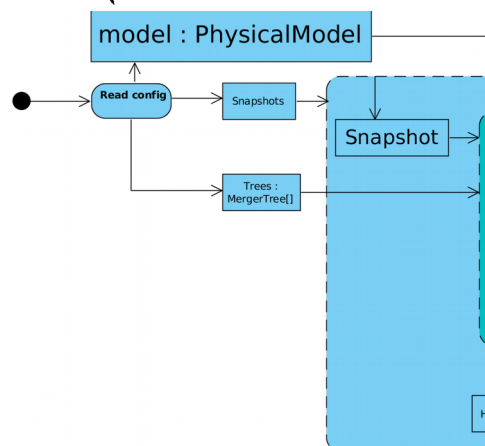 model : PhysicalModel
Read config
Snapshots
Snapshot
Trees :
MergerTree[]